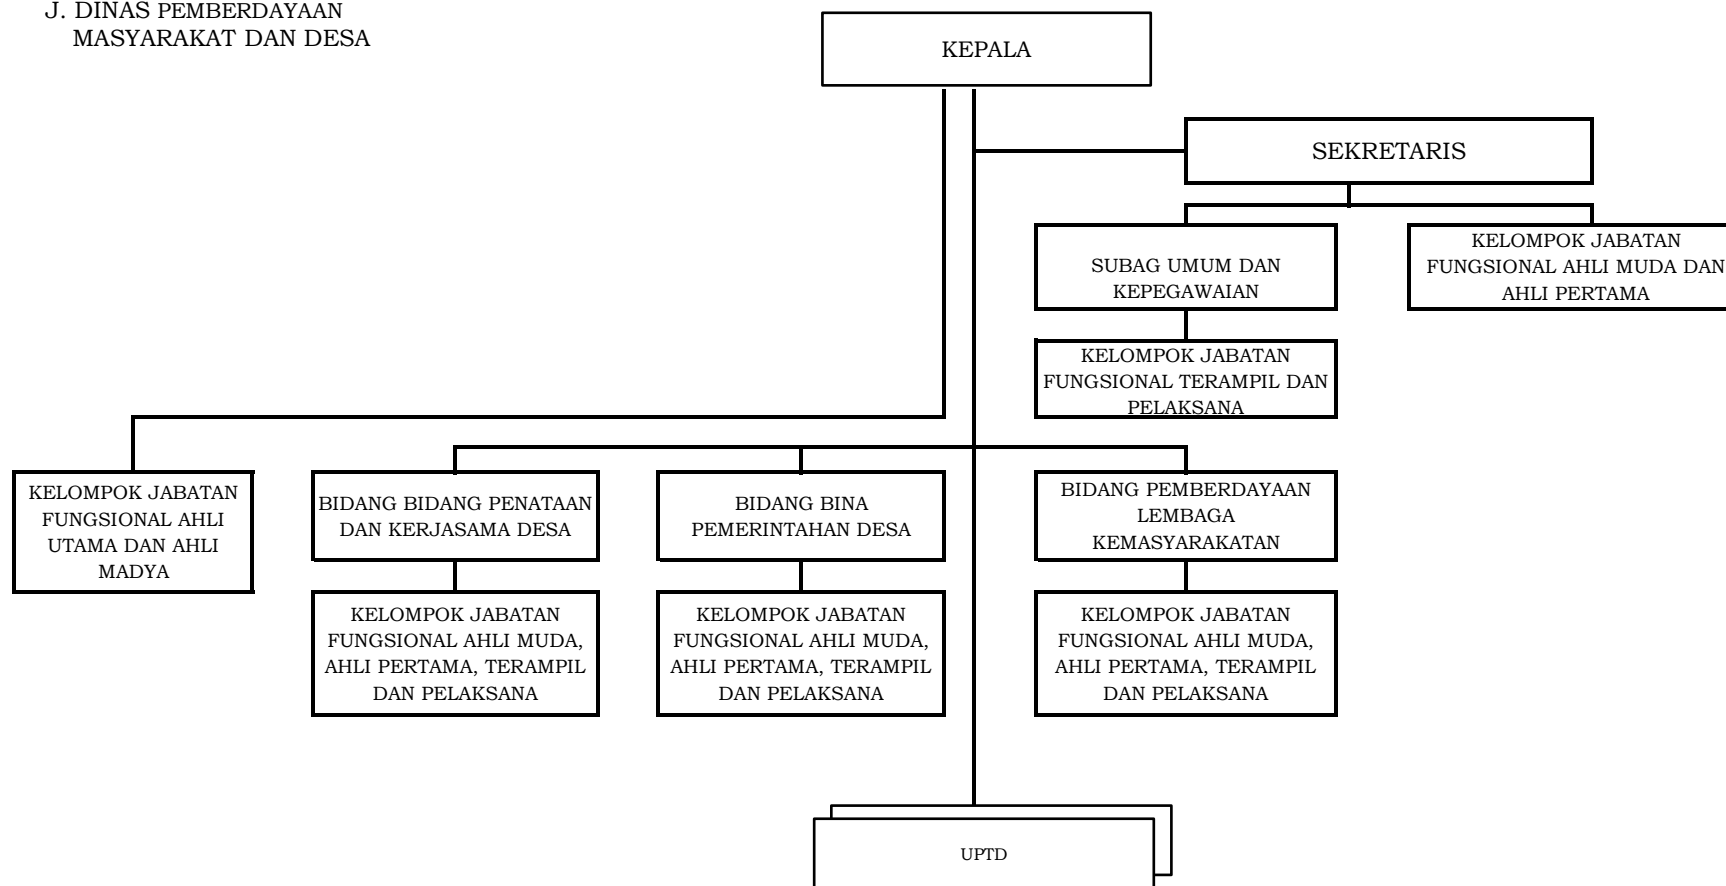 J. DINAS PEMBERDAYAAN
MASYARAKAT DAN DESA
KEPALA
SEKRETARIS
SUBAG UMUM DAN
KEPEGAWAIAN
KELOMPOK JABATAN
FUNGSIONAL AHLI MUDA DAN
AHLI PERTAMA
KELOMPOK JABATAN
FUNGSIONAL TERAMPIL DAN
PELAKSANA
KELOMPOK JABATAN
FUNGSIONAL AHLI
UTAMA DAN AHLI
MADYA
BIDANG BIDANG PENATAAN
DAN KERJASAMA DESA
BIDANG BINA
PEMERINTAHAN DESA
BIDANG PEMBERDAYAAN
LEMBAGA
KEMASYARAKATAN
KELOMPOK JABATAN
FUNGSIONAL AHLI MUDA,
AHLI PERTAMA, TERAMPIL
DAN PELAKSANA
KELOMPOK JABATAN
FUNGSIONAL AHLI MUDA,
AHLI PERTAMA, TERAMPIL
DAN PELAKSANA
KELOMPOK JABATAN
FUNGSIONAL AHLI MUDA,
AHLI PERTAMA, TERAMPIL
DAN PELAKSANA
UPTD